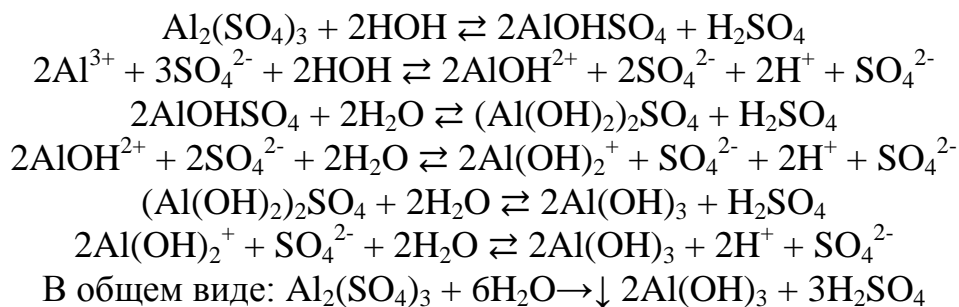 Al₂(SO₄)₃ + 2HOH ⇄ 2AlOHSO₄ + H₂SO₄
2Al³⁺ + 3SO₄²⁻ + 2HOH ⇄ 2AlOH²⁺ + 2SO₄²⁻ + 2H⁺ + SO₄²⁻
2AlOHSO₄ + 2H₂O ⇄ (Al(OH)₂)₂SO₄ + H₂SO₄
2AlOH²⁺ + 2SO₄²⁻ + 2H₂O ⇄ 2Al(OH)₂⁺ + SO₄²⁻ + 2H⁺ + SO₄²⁻
(Al(OH)₂)₂SO₄ + 2H₂O ⇄ 2Al(OH)₃ + H₂SO₄
2Al(OH)₂⁺ + SO₄²⁻ + 2H₂O ⇄ 2Al(OH)₃ + 2H⁺ + SO₄²⁻
В общем виде: Al₂(SO₄)₃ + 6H₂O→↓ 2Al(OH)₃ + 3H₂SO₄